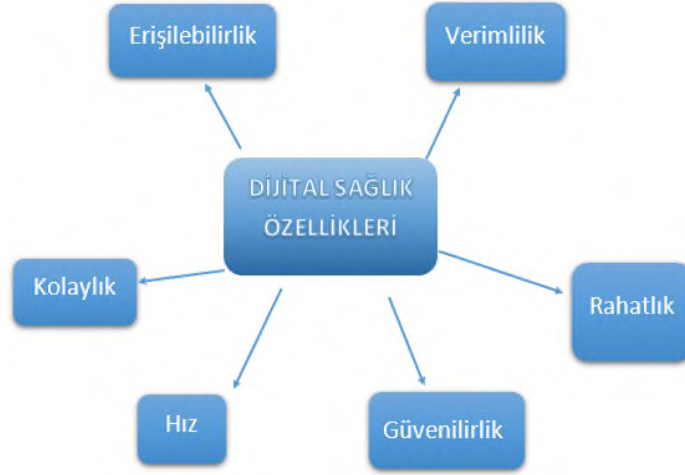 Erişilebilirlik
Verimlilik
DİJİTAL SAĞLIK
ÖZELLİKLERİ
Kolaylık
Rahatlık
Hız
Güvenilirlik